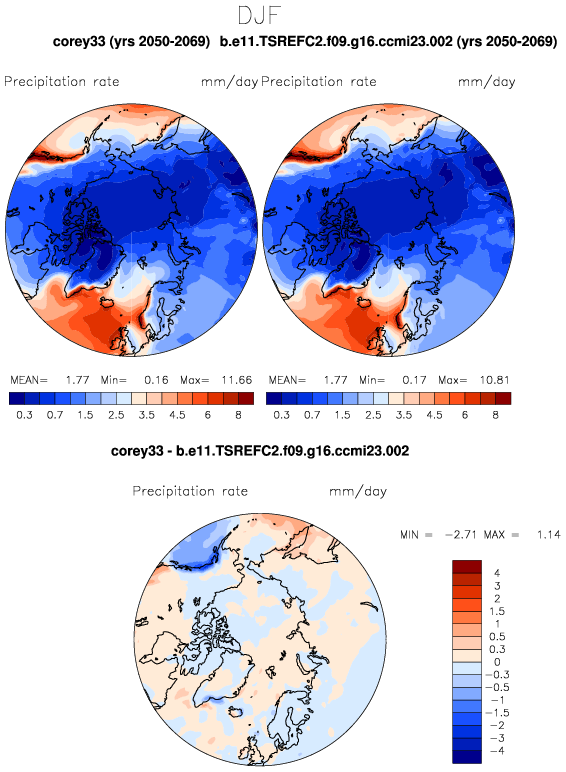 DJF
corey33 (yrs 2050-2069) b.e11.TSREFC2.f09.g16.ccmi23.002 (yrs 2050-2069)
Precipitation rate mm/day Precipitation rate mm/day
MEAN= 1.77 Min= 0.16 Max= 11.66 MEAN= 1.77 Min= 0.17 Max= 10.81
0.3 0.7 1.5 2.5 3.5 4.5 6 8 0.3 0.7 1.5 2.5 3.5 4.5 6 8
corey33 - b.e11.TSREFC2.f09.g16.ccmi23.002
Precipitation rate mm/day
MIN = -2.71 MAX = 1.14
4
3
2
1.5
1
0.5
0.3
0
-0.3
-0.5
-1
-1.5
-2
-3
-4